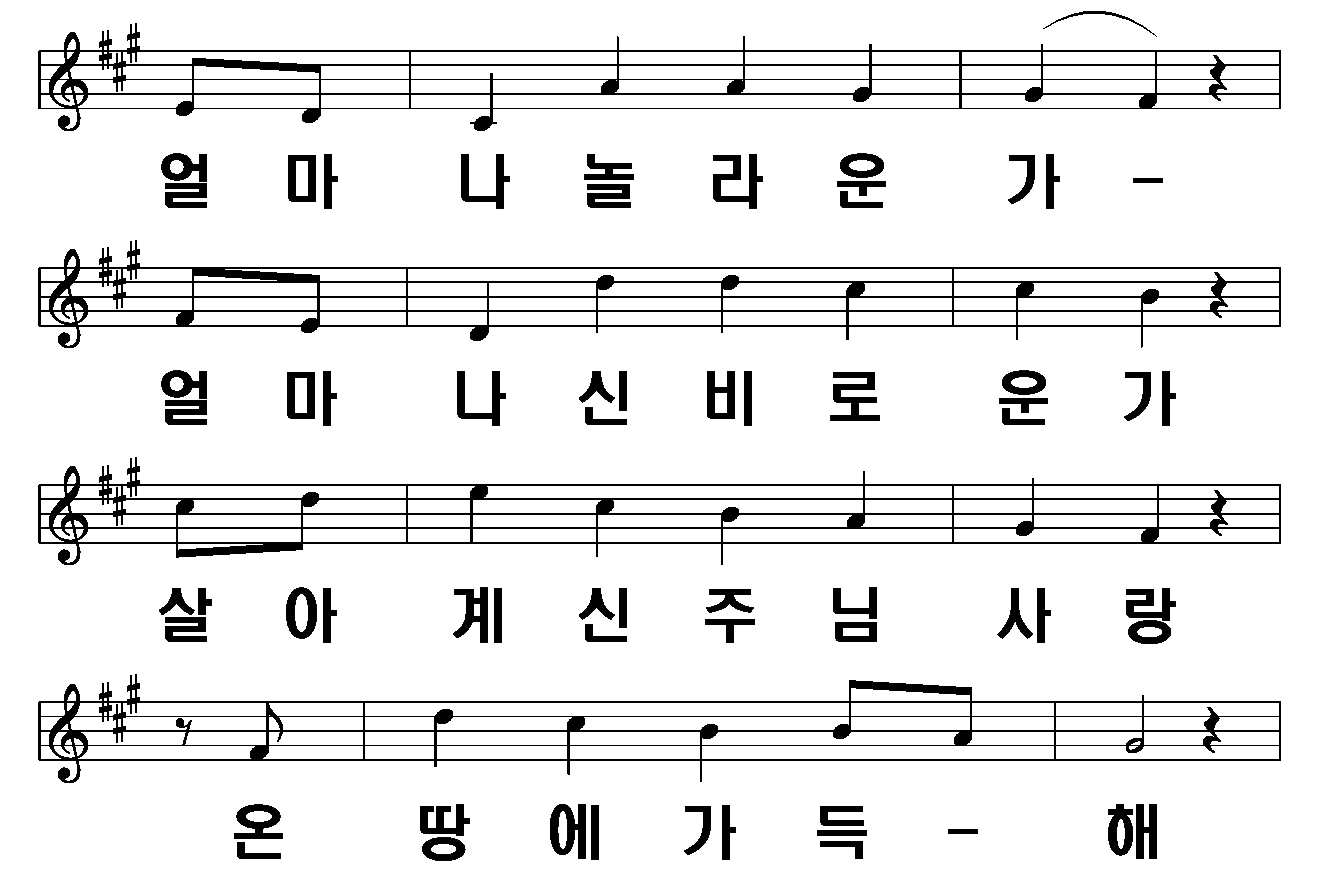 얼 마 나 놀 라 운 가 -
얼 마 나 신 비 로 운 가
살 아 계 신 주 님 사 랑
온 땅 에 가 득 - 해